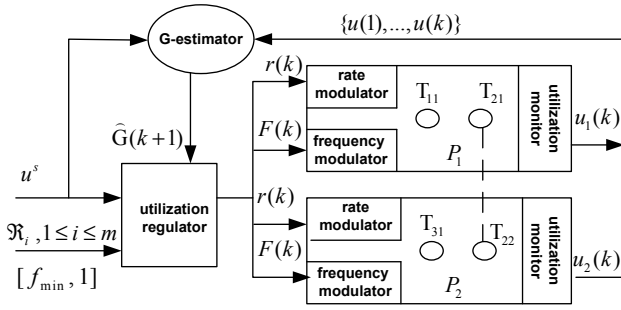 G-estimator
{u(1),...,u(k)}
r(k)
rate
modulator
T11
T21
utilization
monitor
u1(k)
Ĝ(k+1)
F(k)
frequency
modulator
P1
u^s
utilization
regulator
r(k)
rate
modulator
T31
T22
utilization
monitor
u2(k)
ℜi , 1 ≤ i ≤ m
F(k)
[ fmin , 1]
frequency
modulator
P2